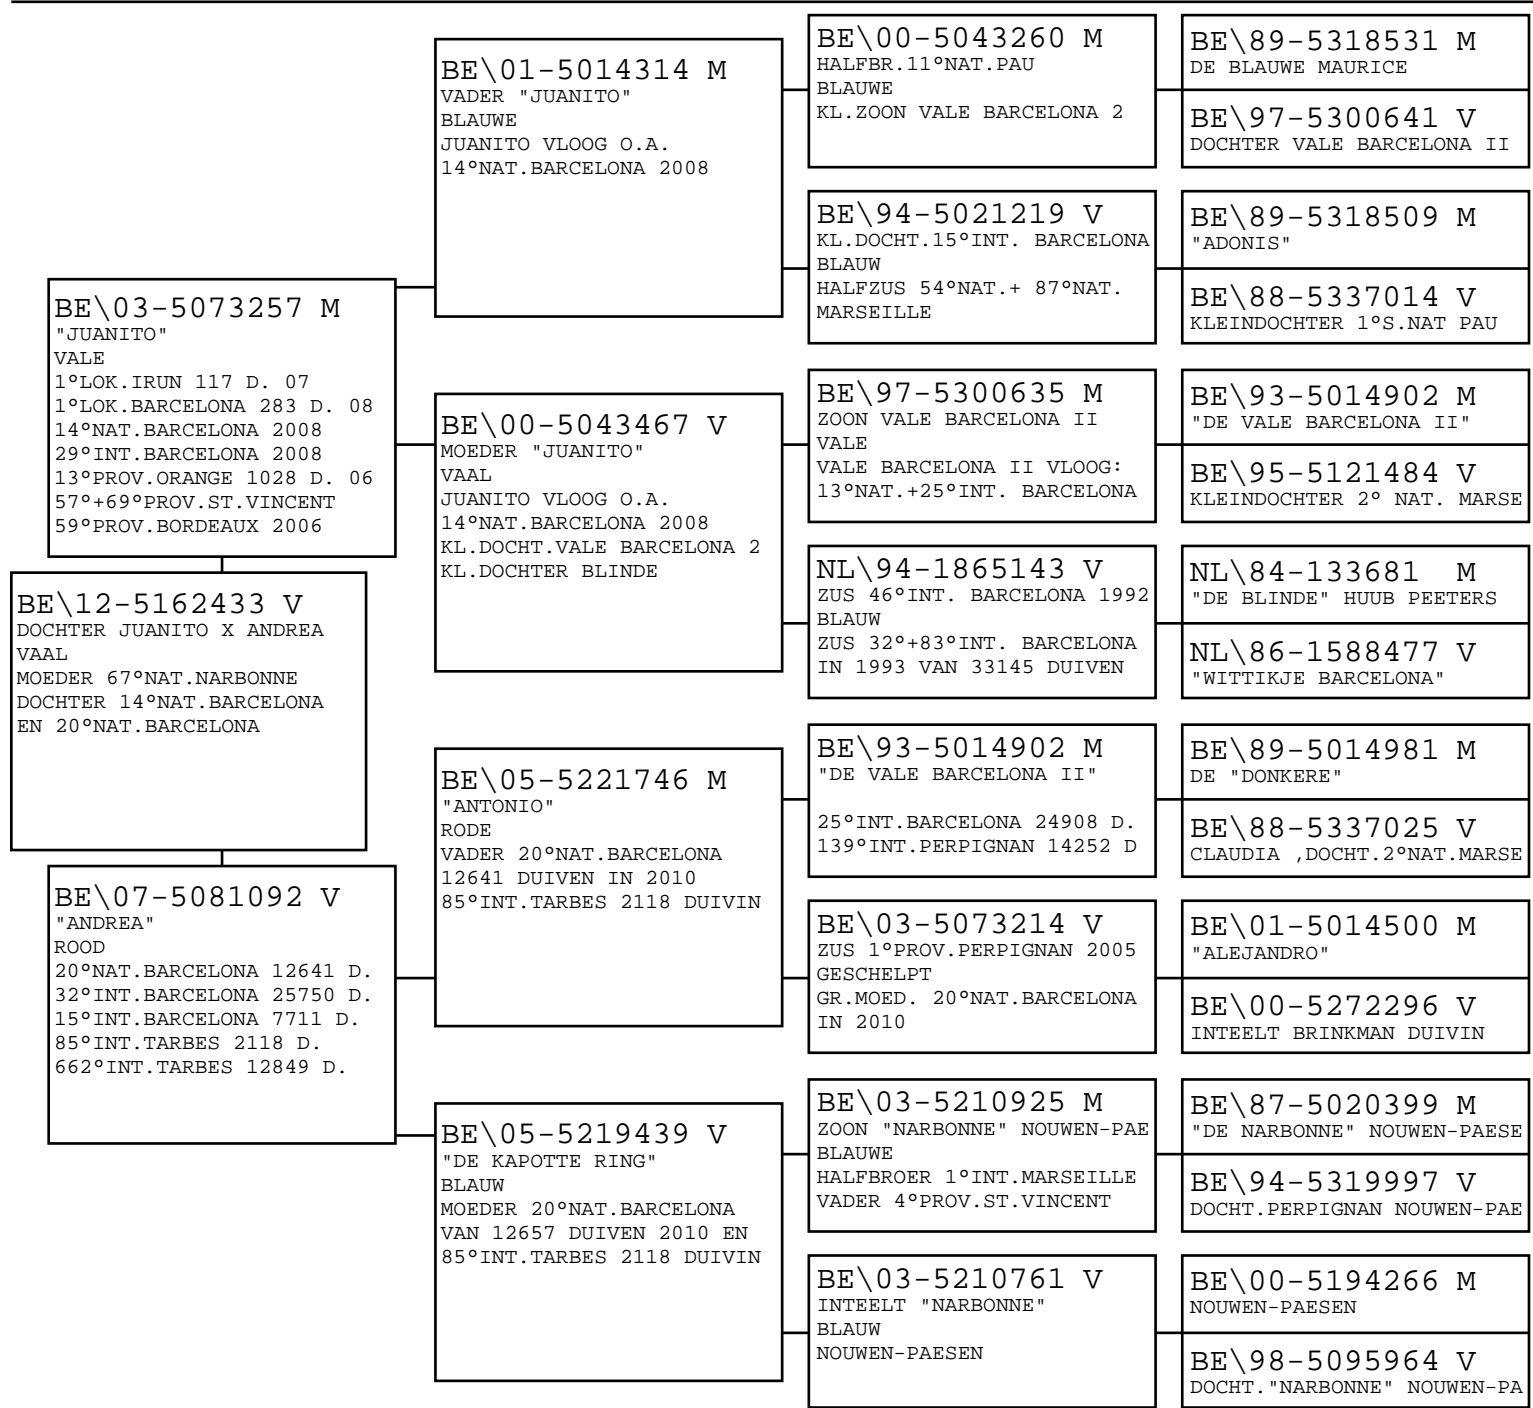 BE\12-5162433 V
DOCHTER JUANITO X ANDREA
VAAL
MOEDER 67°NAT.NARBONNE
DOCHTER 14°NAT.BARCELONA
EN 20°NAT.BARCELONA
BE\03-5073257 M
"JUANITO"
VALE
1°LOK.IRUN 117 D. 07
1°LOK.BARCELONA 283 D. 08
14°NAT.BARCELONA 2008
29°INT.BARCELONA 2008
13°PROV.ORANGE 1028 D. 06
57°+69°PROV.ST.VINCENT
59°PROV.BORDEAUX 2006
BE\07-5081092 V
"ANDREA"
ROOD
20°NAT.BARCELONA 12641 D.
32°INT.BARCELONA 25750 D.
15°INT.BARCELONA 7711 D.
85°INT.TARBES 2118 D.
662°INT.TARBES 12849 D.
BE\01-5014314 M
VADER "JUANITO"
BLAUWE
JUANITO VLOOG O.A.
14°NAT.BARCELONA 2008
BE\00-5043467 V
MOEDER "JUANITO"
VAAL
JUANITO VLOOG O.A.
14°NAT.BARCELONA 2008
KL.DOCHT.VALE BARCELONA 2
KL.DOCHTER BLINDE
BE\05-5221746 M
"ANTONIO"
RODE
VADER 20°NAT.BARCELONA
12641 DUIVEN IN 2010
85°INT.TARBES 2118 DUIVIN
BE\05-5219439 V
"DE KAPOTTE RING"
BLAUW
MOEDER 20°NAT.BARCELONA
VAN 12657 DUIVEN 2010 EN
85°INT.TARBES 2118 DUIVIN
BE\00-5043260 M
HALFBR.11°NAT.PAU
BLAUWE
KL.ZOON VALE BARCELONA 2
BE\94-5021219 V
KL.DOCHT.15°INT. BARCELONA
BLAUW
HALFZUS 54°NAT.+ 87°NAT.
MARSEILLE
BE\97-5300635 M
ZOON VALE BARCELONA II
VALE
VALE BARCELONA II VLOOG:
13°NAT.+25°INT. BARCELONA
NL\94-1865143 V
ZUS 46°INT. BARCELONA 1992
BLAUW
ZUS 32°+83°INT. BARCELONA
IN 1993 VAN 33145 DUIVEN
BE\93-5014902 M
"DE VALE BARCELONA II"
25°INT.BARCELONA 24908 D.
139°INT.PERPIGNAN 14252 D
BE\03-5073214 V
ZUS 1°PROV.PERPIGNAN 2005
GESCHELPT
GR.MOED. 20°NAT.BARCELONA
IN 2010
BE\03-5210925 M
ZOON "NARBONNE" NOUWEN-PAE
BLAUWE
HALFBROER 1°INT.MARSEILLE
VADER 4°PROV.ST.VINCENT
BE\03-5210761 V
INTEELT "NARBONNE"
BLAUW
NOUWEN-PAESEN
BE\89-5318531 M
DE BLAUWE MAURICE
BE\97-5300641 V
DOCHTER VALE BARCELONA II
BE\89-5318509 M
"ADONIS"
BE\88-5337014 V
KLEINDOCHTER 1°S.NAT PAU
BE\93-5014902 M
"DE VALE BARCELONA II"
BE\95-5121484 V
KLEINDOCHTER 2° NAT. MARSE
NL\84-133681 M
"DE BLINDE" HUUB PEETERS
NL\86-1588477 V
"WITTIKJE BARCELONA"
BE\89-5014981 M
DE "DONKERE"
BE\88-5337025 V
CLAUDIA ,DOCHT.2°NAT.MARSE
BE\01-5014500 M
"ALEJANDRO"
BE\00-5272296 V
INTEELT BRINKMAN DUIVIN
BE\87-5020399 M
"DE NARBONNE" NOUWEN-PAESE
BE\94-5319997 V
DOCHT.PERPIGNAN NOUWEN-PAE
BE\00-5194266 M
NOUWEN-PAESEN
BE\98-5095964 V
DOCHT."NARBONNE" NOUWEN-PA